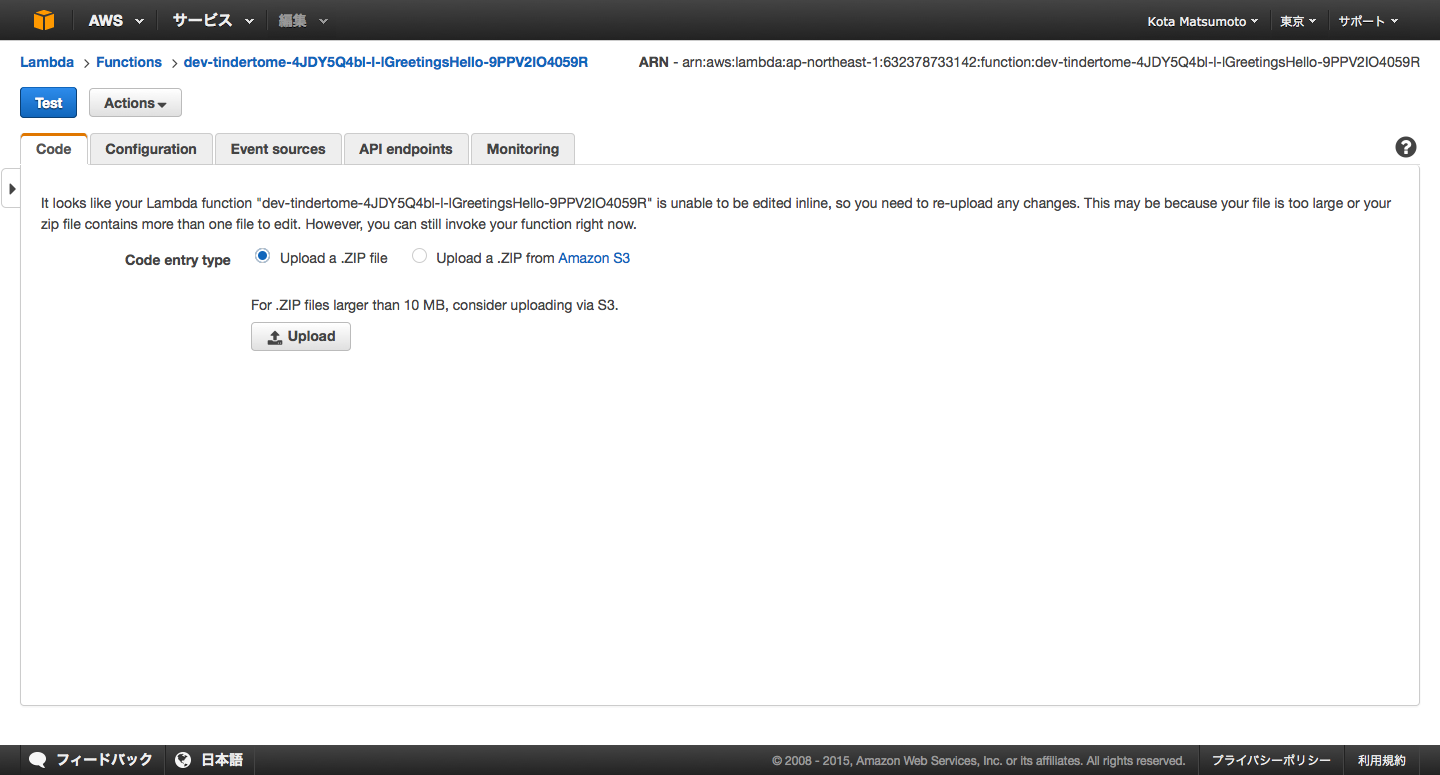 AWS サービス 編集 Kota Matsumoto 東京 サポート
Lambda Functions dev-tindertome-4JDY5Q4bl-l-lGreetingsHello-9PPV2IO4059R ARN - arn:aws:lambda:ap-northeast-1:632378733142:function:dev-tindertome-4JDY5Q4bl-l-lGreetingsHello-9PPV2IO4059R
Test Actions
Code Configuration Event sources API endpoints Monitoring
It looks like your Lambda function "dev-tindertome-4JDY5Q4bl-l-lGreetingsHello-9PPV2IO4059R" is unable to be edited inline, so you need to re-upload any changes. This may be because your file is too large or your
zip file contains more than one file to edit. However, you can still invoke your function right now.
Code entry type Upload a .ZIP file Upload a .ZIP from Amazon S3
For .ZIP files larger than 10 MB, consider uploading via S3.
Upload
フィードバック 日本語 © 2008 - 2015, Amazon Web Services, Inc. or its affiliates. All rights reserved. プライバシーポリシー 利用規約